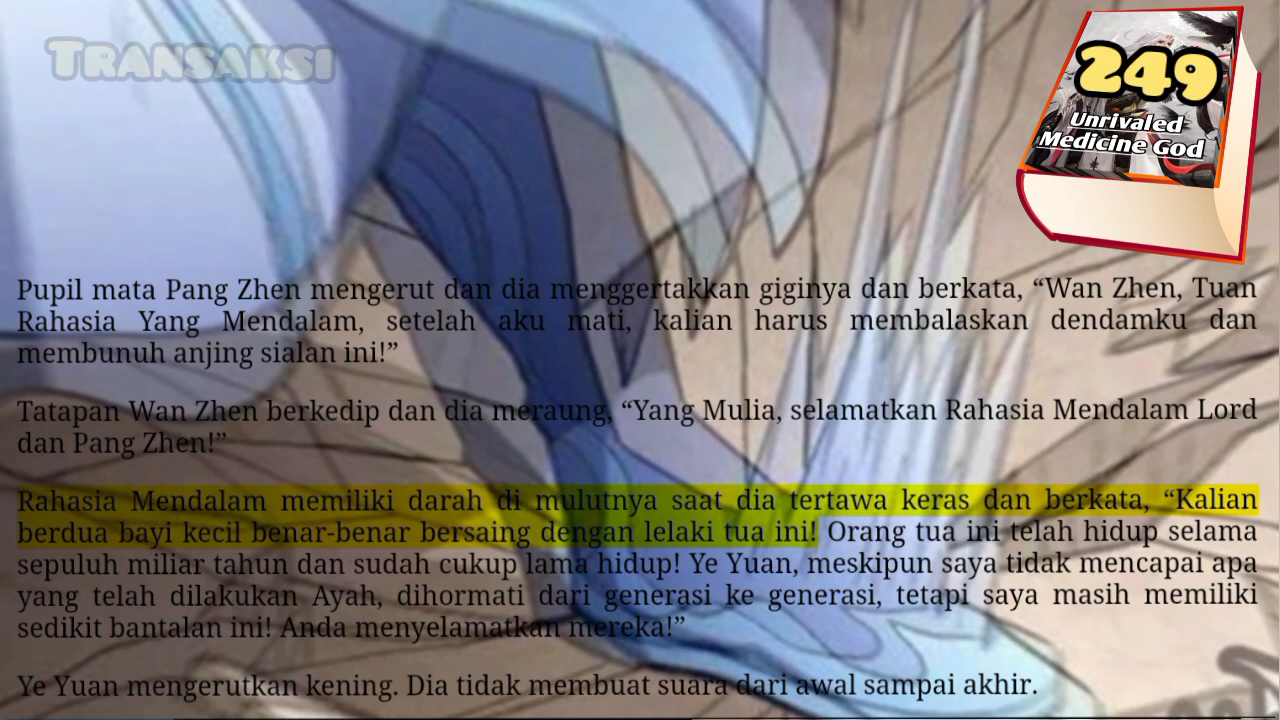 TRANSAKSI
249
Unrivaled
Medicine God
Pupil mata Pang Zhen mengerut dan dia menggertakkan giginya dan berkata, “Wan Zhen, Tuan
Rahasia Yang Mendalam, setelah aku mati, kalian harus membalaskan dendamku dan
membunuh anjing sialan ini!”
Tatapan Wan Zhen berkedip dan dia meraung, “Yang Mulia, selamatkan Rahasia Mendalam Lord
dan Pang Zhen!”
Rahasia Mendalam memiliki darah di mulutnya saat dia tertawa keras dan berkata, “Kalian
berdua bayi kecil benar-benar bersaing dengan lelaki tua ini! Orang tua ini telah hidup selama
sepuluh miliar tahun dan sudah cukup lama hidup! Ye Yuan, meskipun saya tidak mencapai apa
yang telah dilakukan Ayah, dihormati dari generasi ke generasi, tetapi saya masih memiliki
sedikit bantalan ini! Anda menyelamatkan mereka!”
Ye Yuan mengerutkan kening. Dia tidak membuat suara dari awal sampai akhir.